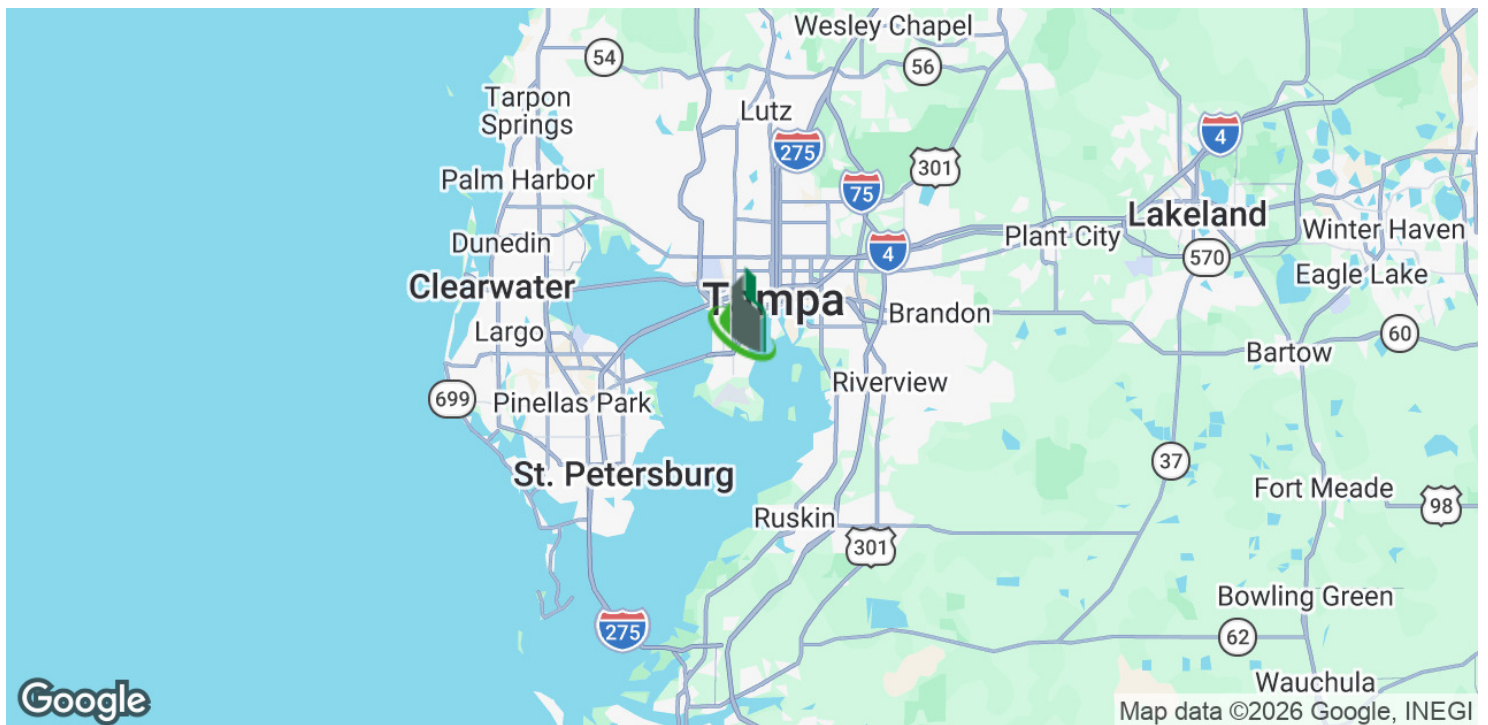 Wesley Chapel
54
56
Tarpon
Springs
Lutz
275
4
301
75
Palm Harbor
Lakeland
Plant City
Winter Haven
Dunedin
4
570
Eagle Lake
Clearwater
Tampa
Brandon
Largo
60
Bartow
Riverview
699
Pinellas Park
37
St. Petersburg
Fort Meade
98
Ruskin
301
Bowling Green
275
62
Wauchula
Google
Map data ©2026 Google, INEGI